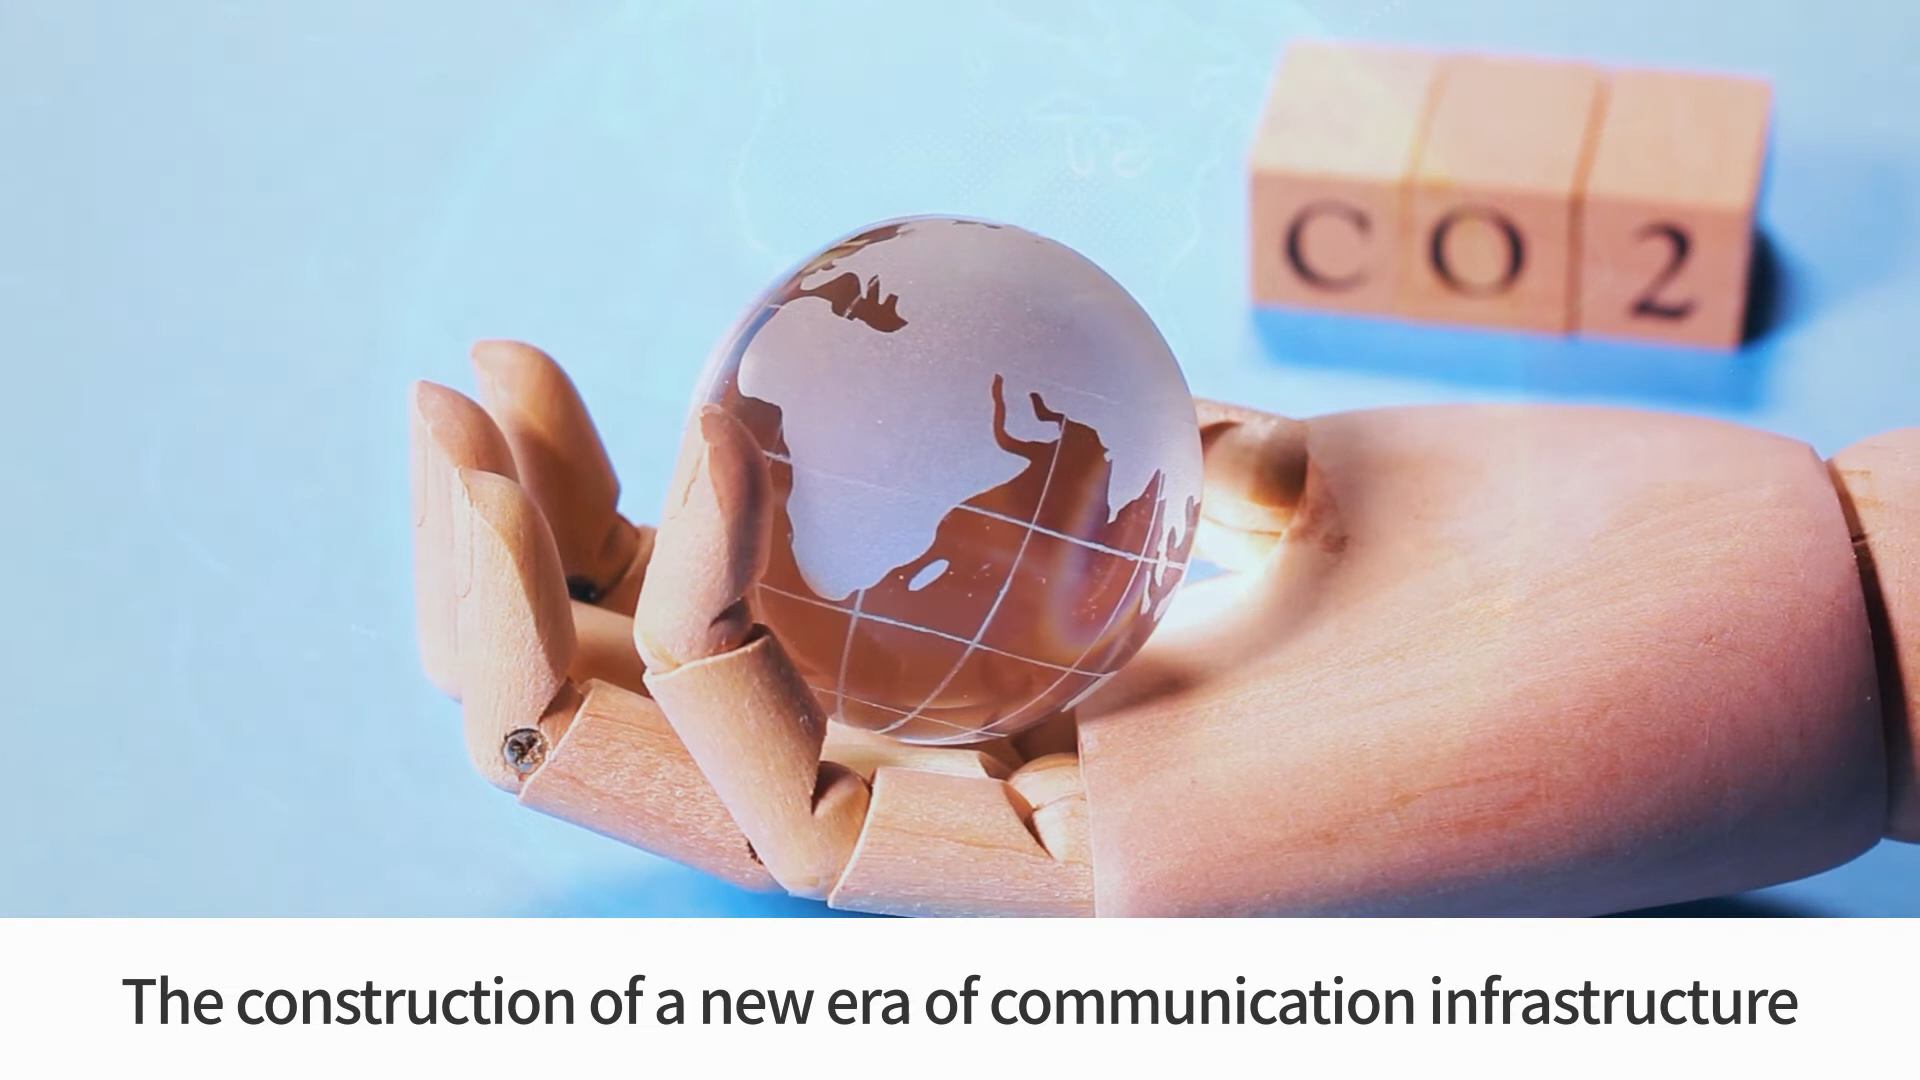 CO2
The construction of a new era of communication infrastructure